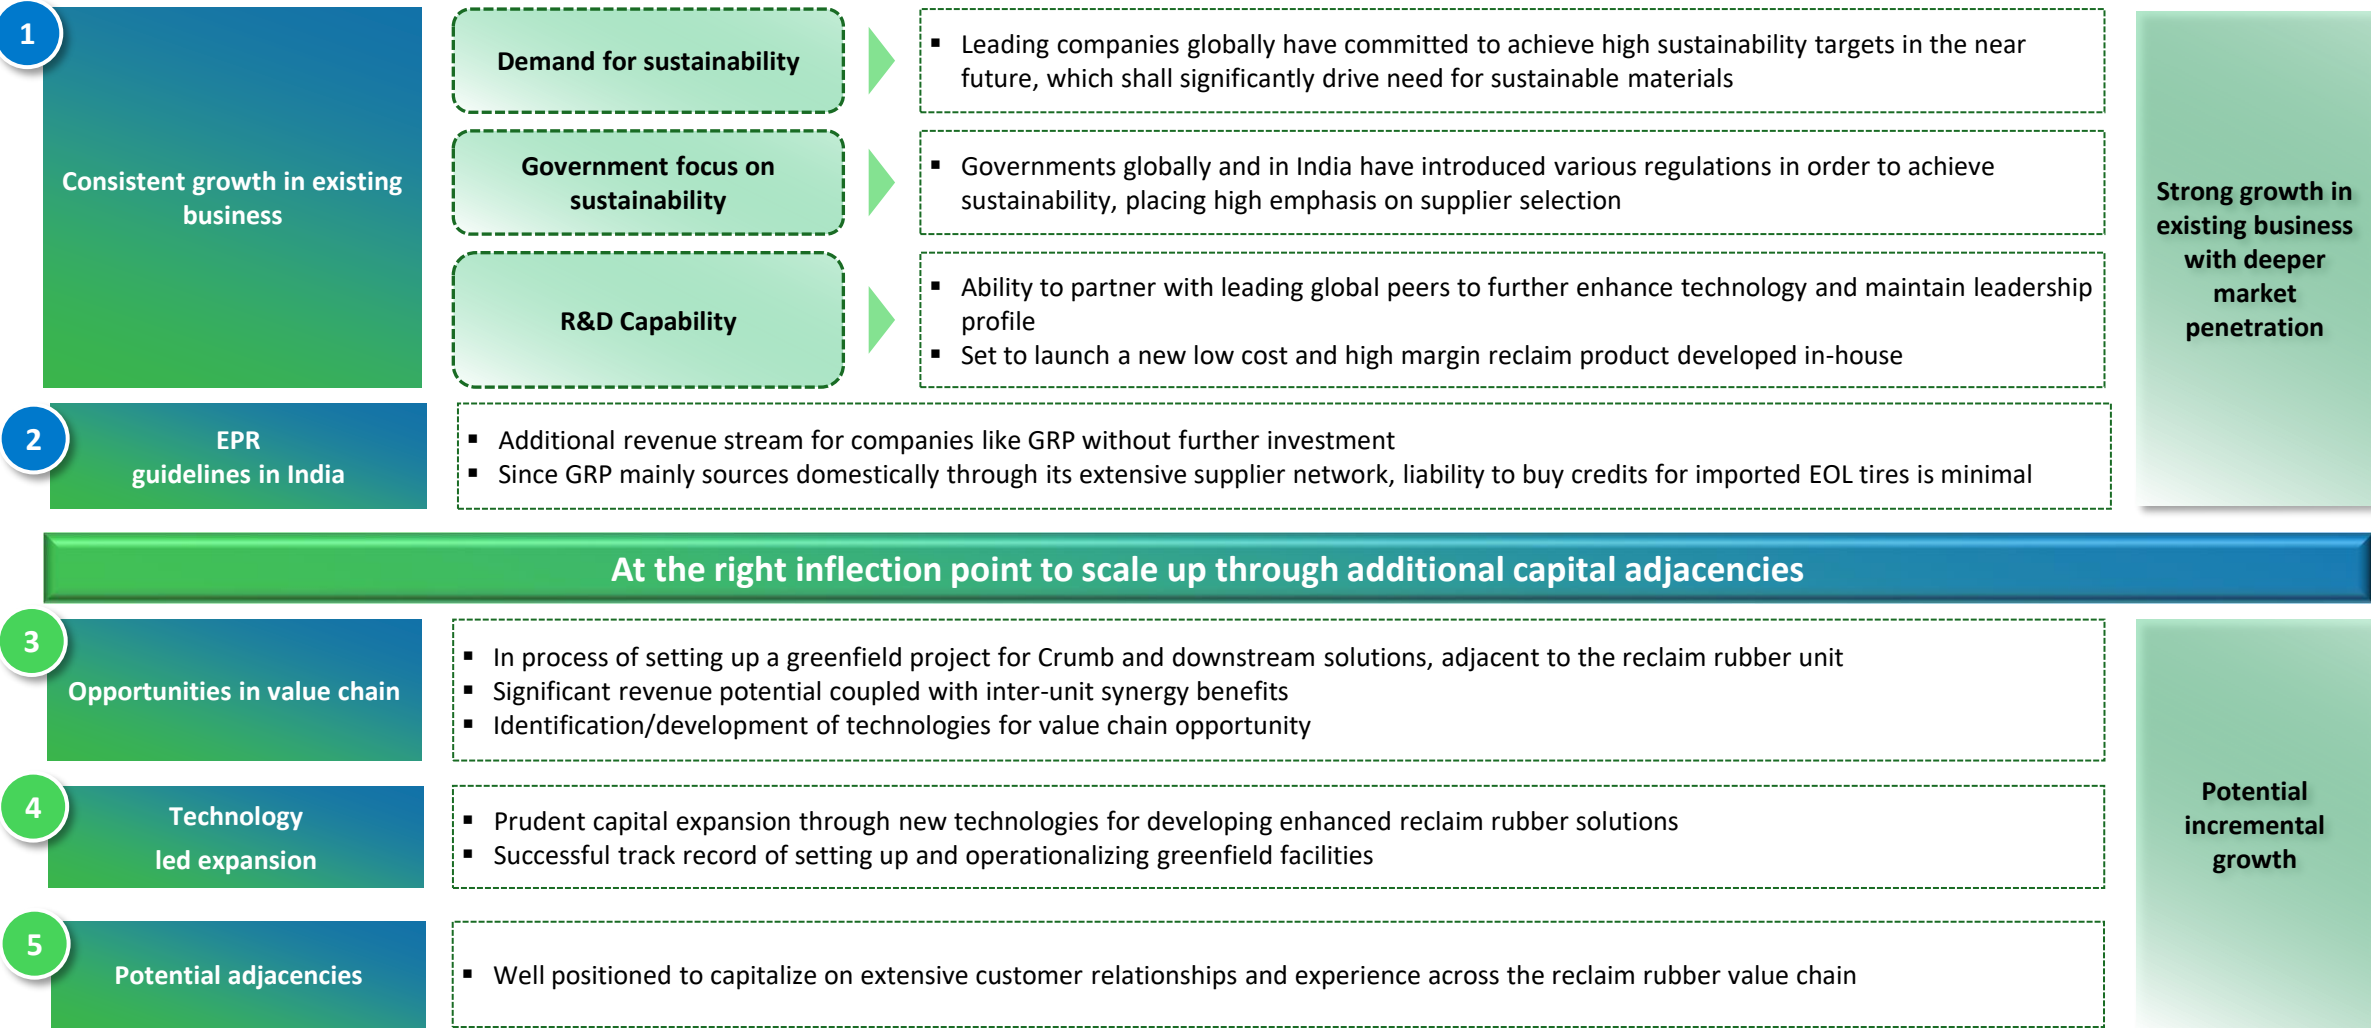 1
Consistent growth in existing
business
Demand for sustainability
▪ Leading companies globally have committed to achieve high sustainability targets in the near
future, which shall significantly drive need for sustainable materials
Government focus on
sustainability
▪ Governments globally and in India have introduced various regulations in order to achieve
sustainability, placing high emphasis on supplier selection
R&D Capability
▪ Ability to partner with leading global peers to further enhance technology and maintain leadership
profile
▪ Set to launch a new low cost and high margin reclaim product developed in-house
2
EPR
guidelines in India
▪ Additional revenue stream for companies like GRP without further investment
▪ Since GRP mainly sources domestically through its extensive supplier network, liability to buy credits for imported EOL tires is minimal
Strong growth in
existing business
with deeper
market
penetration
At the right inflection point to scale up through additional capital adjacencies
3
Opportunities in value chain
▪ In process of setting up a greenfield project for Crumb and downstream solutions, adjacent to the reclaim rubber unit
▪ Significant revenue potential coupled with inter-unit synergy benefits
▪ Identification/development of technologies for value chain opportunity
4
Technology
led expansion
▪ Prudent capital expansion through new technologies for developing enhanced reclaim rubber solutions
▪ Successful track record of setting up and operationalizing greenfield facilities
5
Potential adjacencies
▪ Well positioned to capitalize on extensive customer relationships and experience across the reclaim rubber value chain
Potential
incremental
growth